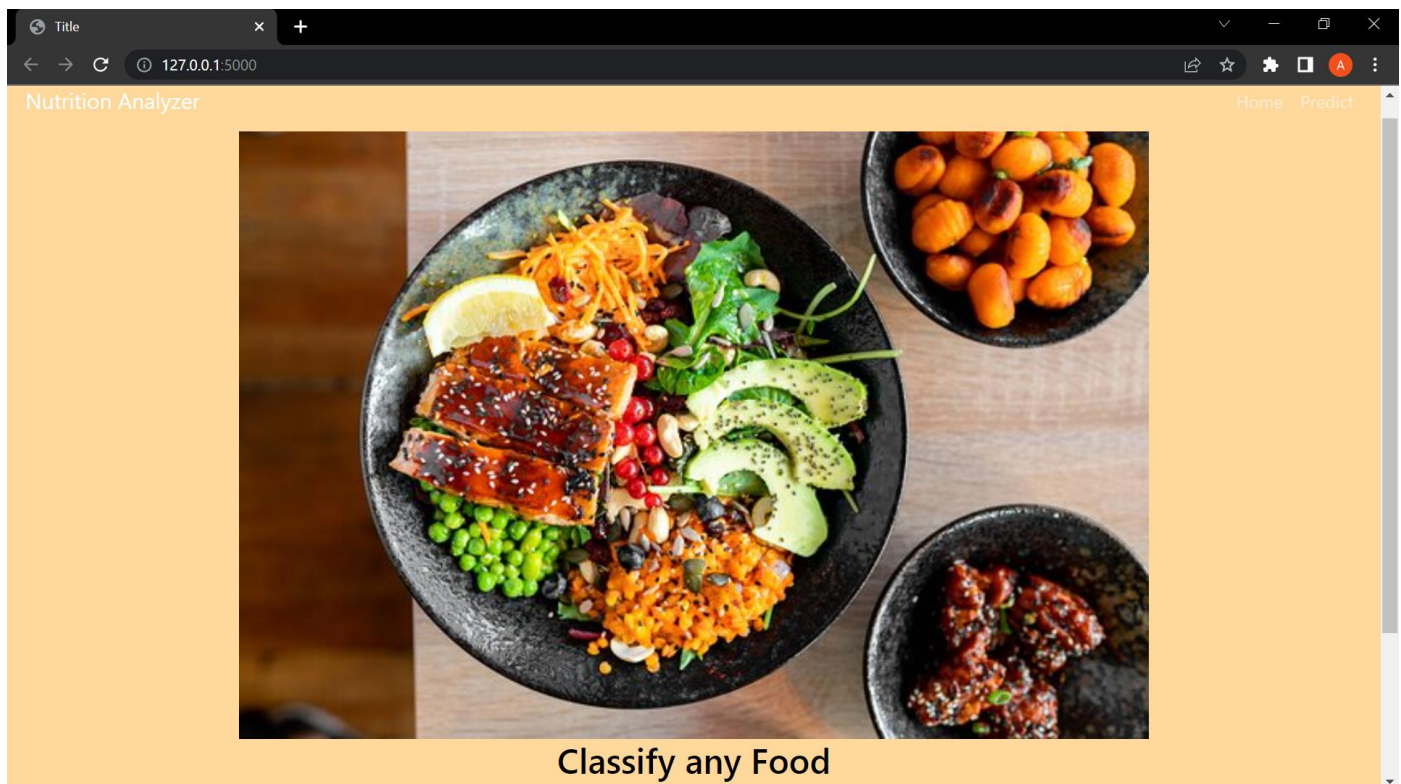 Title
127.0.0.1:5000
A
Nutrition Analyzer
Home Predict
Classify any Food